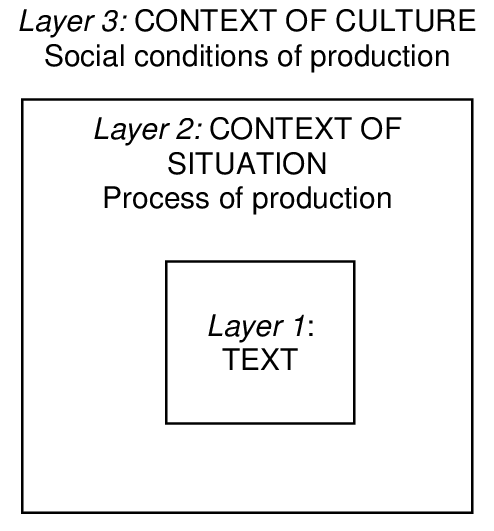 Layer 3: CONTEXT OF CULTURE
Social conditions of production
Layer 2: CONTEXT OF
SITUATION
Process of production
Layer 1:
TEXT